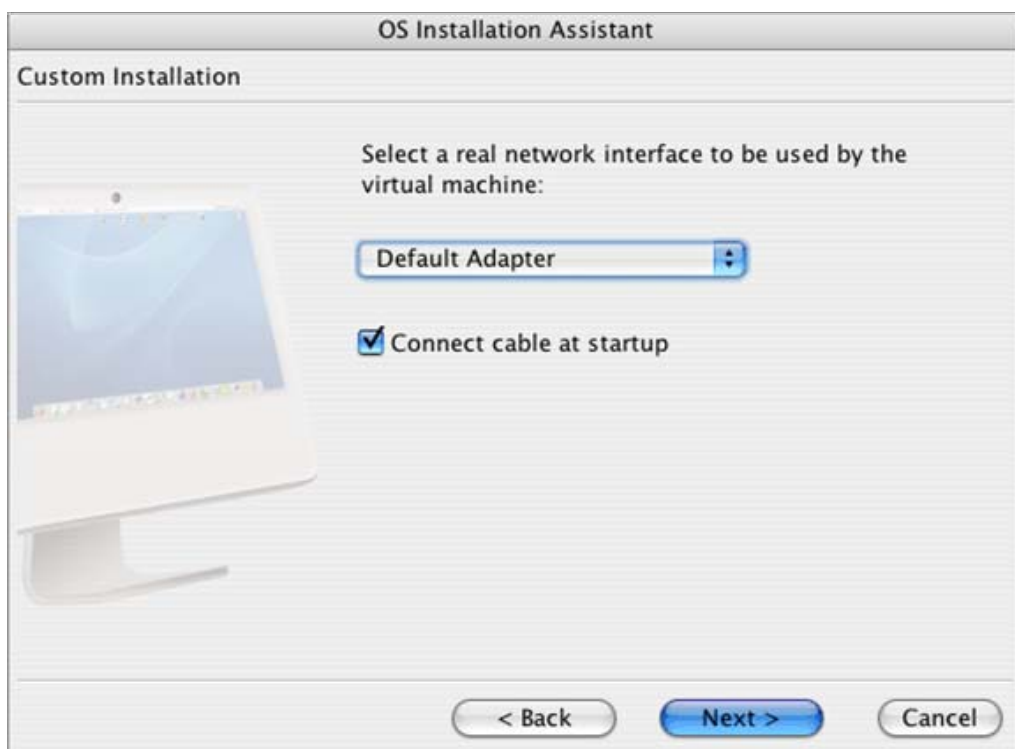 OS Installation Assistant
Custom Installation
Select a real network interface to be used by the
virtual machine:
Default Adapter
Connect cable at startup
< Back
Next >
Cancel